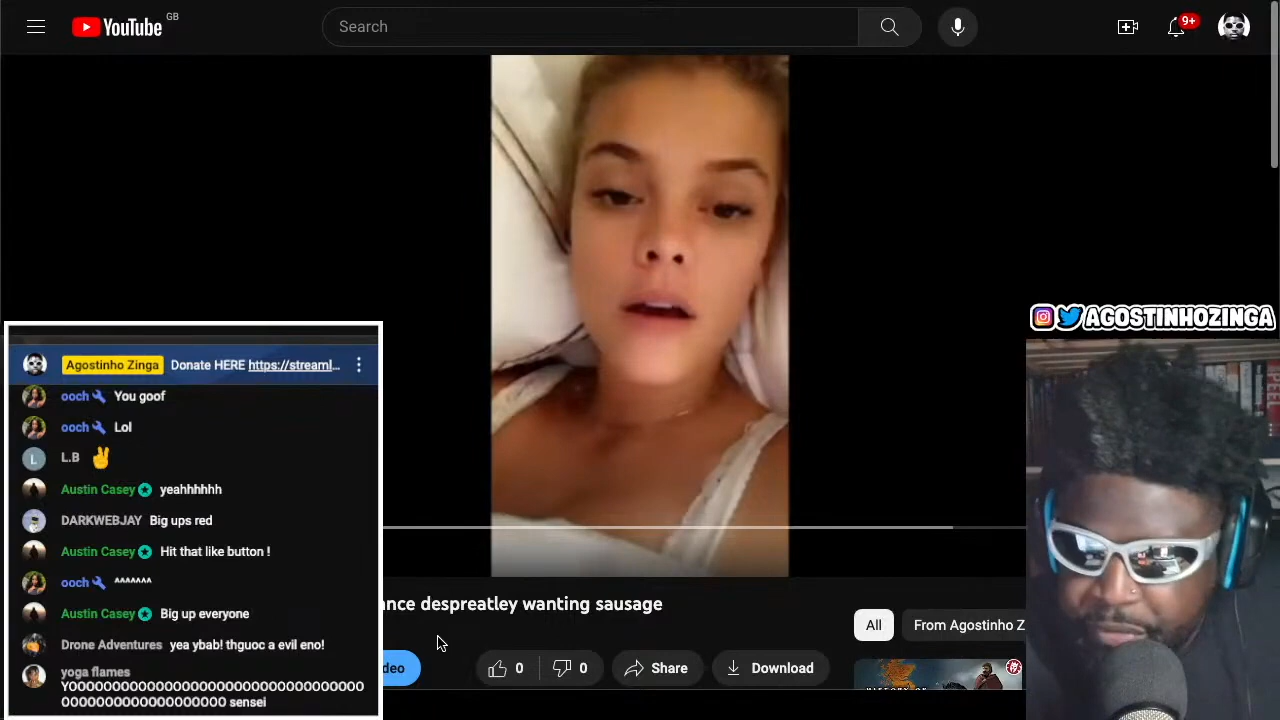 YouTube GB
Search
9+
AGOSTINHOZINGA
Agostinho Zinga Donate HERE https://streaml...
ooch You goof
ooch Lol
L
L.B ✌
Austin Casey yeahhhhhh
DARKWEBJAY Big ups red
Austin Casey Hit that like button !
ooch ^^^^^^^
Austin Casey Big up everyone
Drone Adventures yea ybab! thguoc a evil eno!
yoga flames
YOOOOOOOOOOOOOOOOOOOOOOOOOOOOOOOOOO
OOOOOOOOOOOOOOOOOOO sensei
ance despreatley wanting sausage
deo
0
0
Share
Download
All
From Agostinho Z